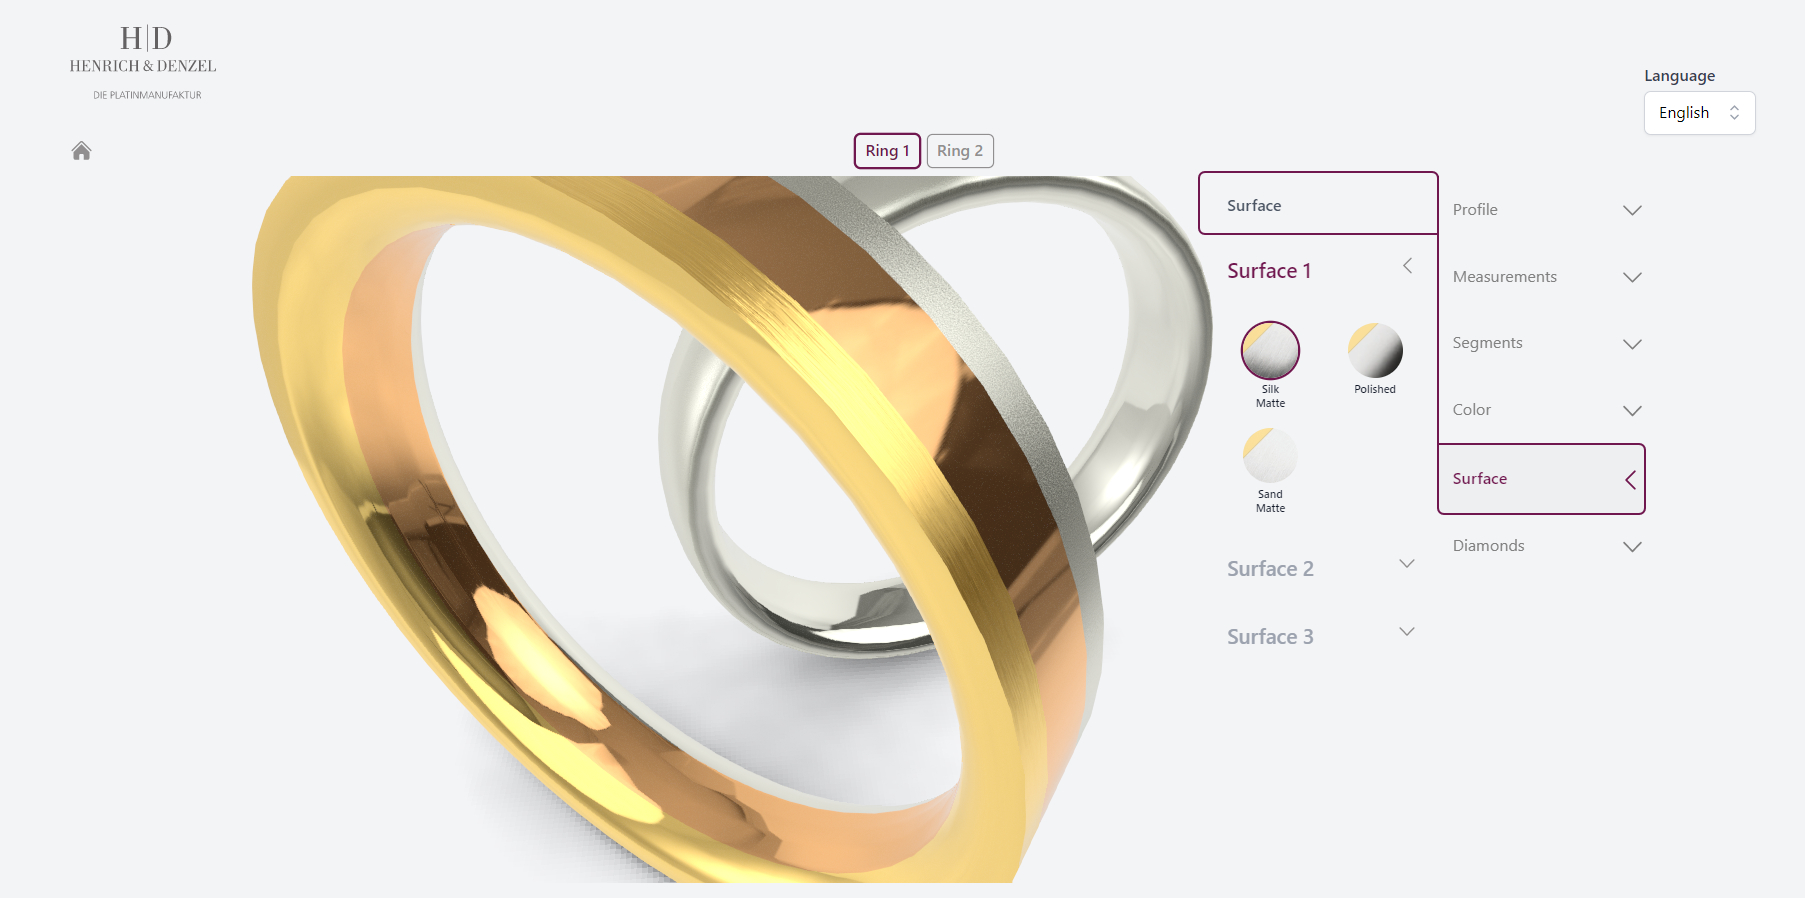 H|D
HENRICH & DENZEL
DIE PLATINMANUFAKTUR
Language
English
Ring 1
Ring 2
Surface
Surface 1
Silk
Matte
Polished
Sand
Matte
Surface 2
Surface 3
Profile
Measurements
Segments
Color
Surface
Diamonds